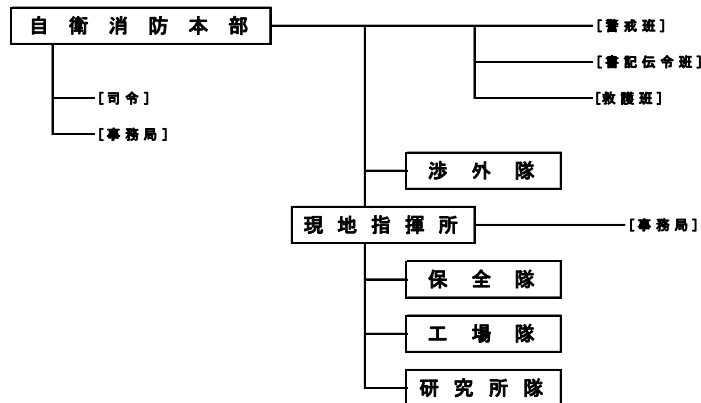 自衛消防本部
[警戒班]
[書記伝令班]
[救護班]
[司令]
[事務局]
渉外隊
現地指揮所
[事務局]
保全隊
工場隊
研究所隊